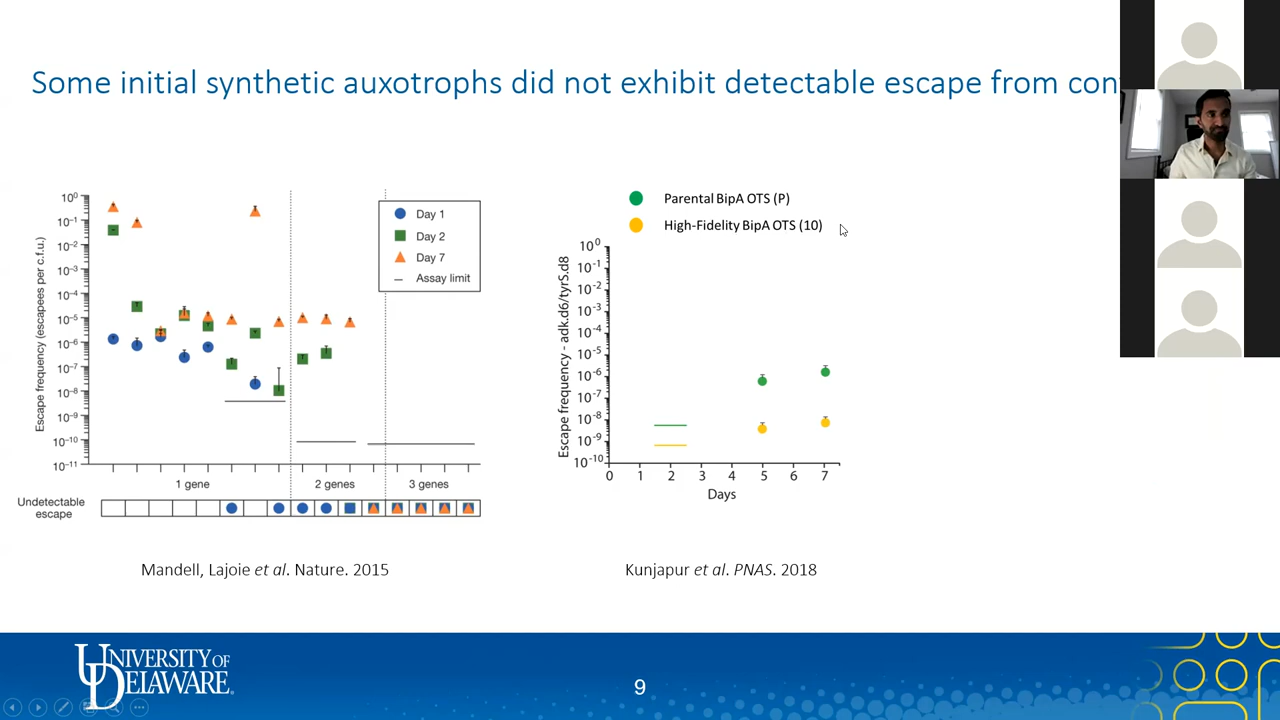 Some initial synthetic auxotrophs did not exhibit detectable escape from
Escape frequency (escapees per c.f.u.)
10⁰
10⁻¹
10⁻²
10⁻³
10⁻⁴
10⁻⁵
10⁻⁶
10⁻⁷
10⁻⁸
10⁻⁹
10⁻¹⁰
10⁻¹¹
Day 1
Day 2
Day 7
Assay limit
1 gene
2 genes
3 genes
Undetectable
escape
Mandell, Lajoie et al. Nature. 2015
Parental BipA OTS (P)
High-Fidelity BipA OTS (10)
Escape frequency - adk.d6/tyrS.d8
10⁰
10⁻¹
10⁻²
10⁻³
10⁻⁴
10⁻⁵
10⁻⁶
10⁻⁷
10⁻⁸
10⁻⁹
10⁻¹⁰
0 1 2 3 4 5 6 7
Days
Kunjapur et al. PNAS. 2018
UNIVERSITY OF
DELAWARE
9